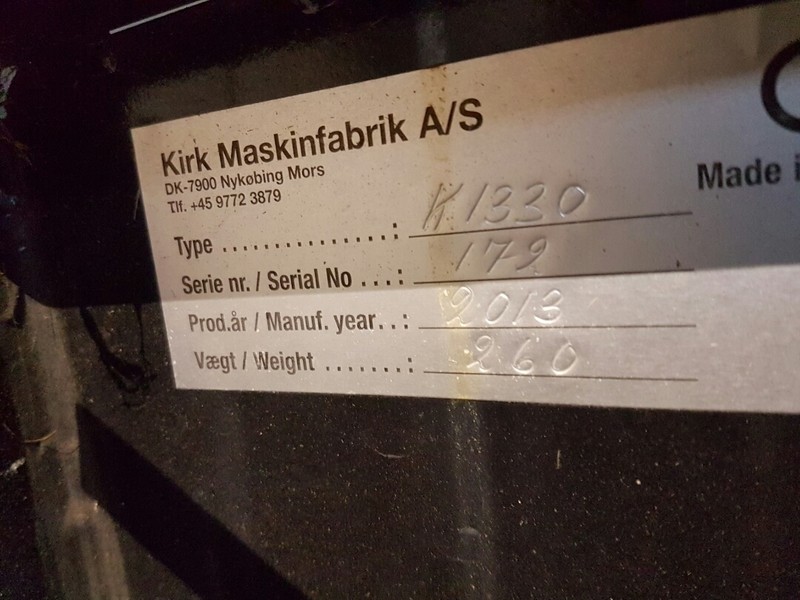 Kirk Maskinfabrik A/S
DK-7900 Nykøbing Mors
Tlf. +45 9772 3879
Made i
Type ...............: K1330
Serie nr. / Serial No ...: 179
Prod.år / Manuf. year. . : 2013
Vægt / Weight .......: 260